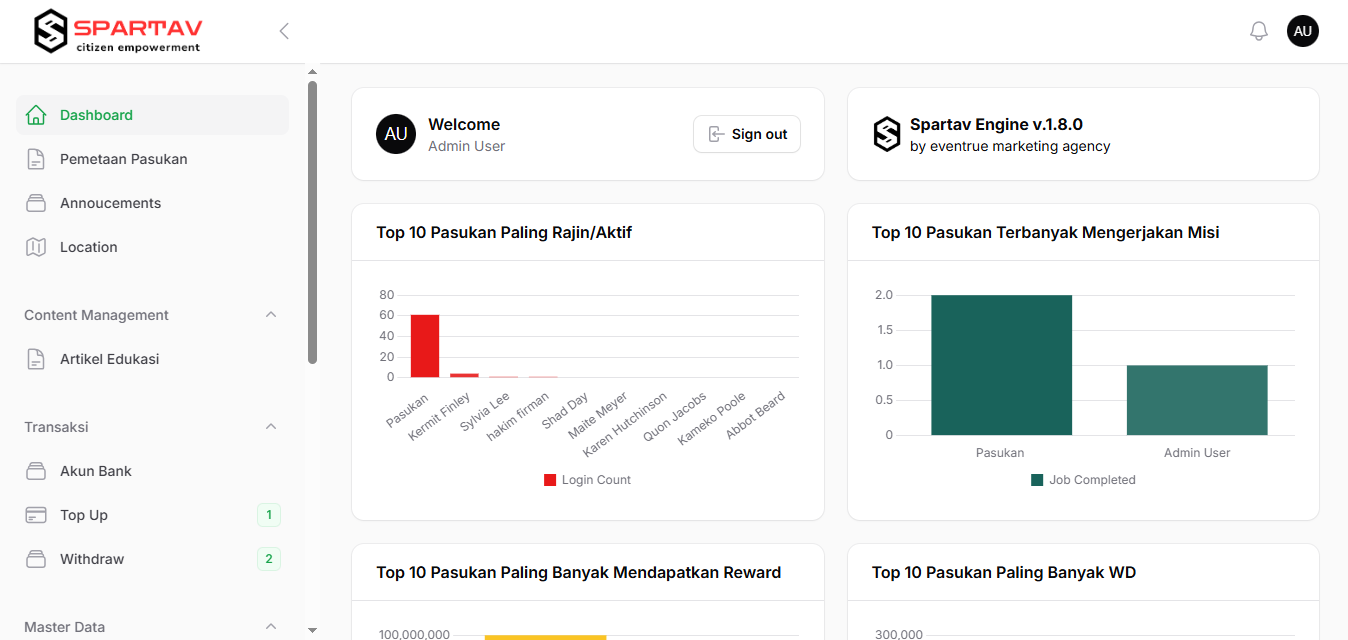 SPARTAV
citizen empowerment
AU
Dashboard
Pemetaan Pasukan
Annoucements
Location
Content Management
Artikel Edukasi
Transaksi
Akun Bank
Top Up 1
Withdraw 2
Master Data
AU
Welcome
Admin User
Sign out
Spartav Engine v.1.8.0
by eventrue marketing agency
Top 10 Pasukan Paling Rajin/Aktif
80
60
40
20
0
Pasukan
Kermit Finley
Sylvia Lee
hakim firman
Shad Day
Maite Meyer
Karen Hutchinson
Quon Jacobs
Kameko Poole
Abbot Beard
Login Count
Top 10 Pasukan Terbanyak Mengerjakan Misi
2.0
1.5
1.0
0.5
0
Pasukan
Admin User
Job Completed
Top 10 Pasukan Paling Banyak Mendapatkan Reward
100,000,000
Top 10 Pasukan Paling Banyak WD
300,000